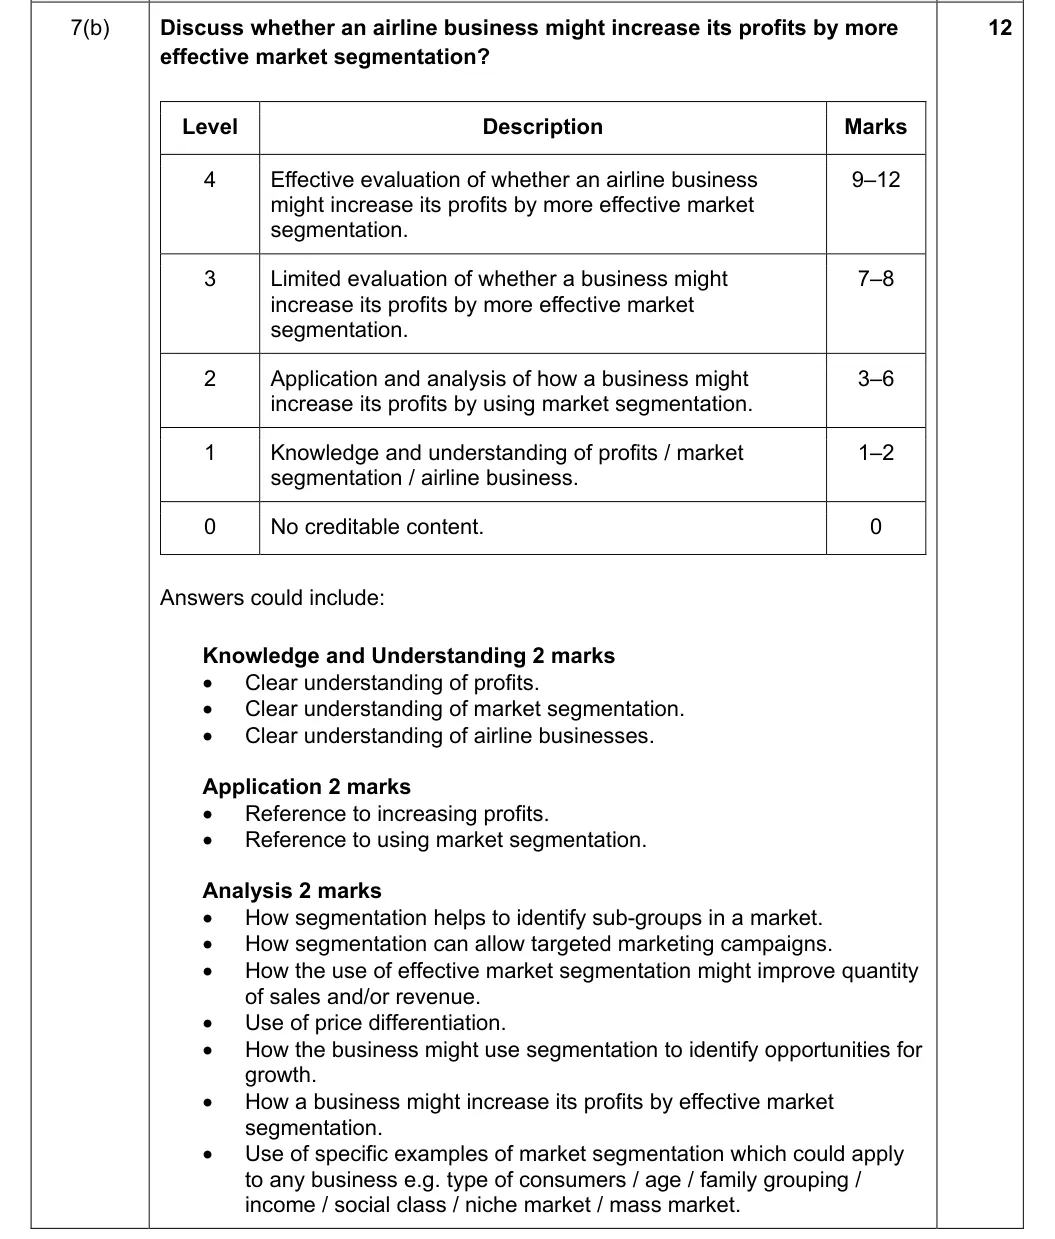 7(b) Discuss whether an airline business might increase its profits by more 12
effective market segmentation?
Level Description Marks
4 Effective evaluation of whether an airline business 9–12
might increase its profits by more effective market
segmentation.
3 Limited evaluation of whether a business might 7–8
increase its profits by more effective market
segmentation.
2 Application and analysis of how a business might 3–6
increase its profits by using market segmentation.
1 Knowledge and understanding of profits / market 1–2
segmentation / airline business.
0 No creditable content. 0
Answers could include:
Knowledge and Understanding 2 marks
• Clear understanding of profits.
• Clear understanding of market segmentation.
• Clear understanding of airline businesses.
Application 2 marks
• Reference to increasing profits.
• Reference to using market segmentation.
Analysis 2 marks
• How segmentation helps to identify sub-groups in a market.
• How segmentation can allow targeted marketing campaigns.
• How the use of effective market segmentation might improve quantity
of sales and/or revenue.
• Use of price differentiation.
• How the business might use segmentation to identify opportunities for
growth.
• How a business might increase its profits by effective market
segmentation.
• Use of specific examples of market segmentation which could apply
to any business e.g. type of consumers / age / family grouping /
income / social class / niche market / mass market.